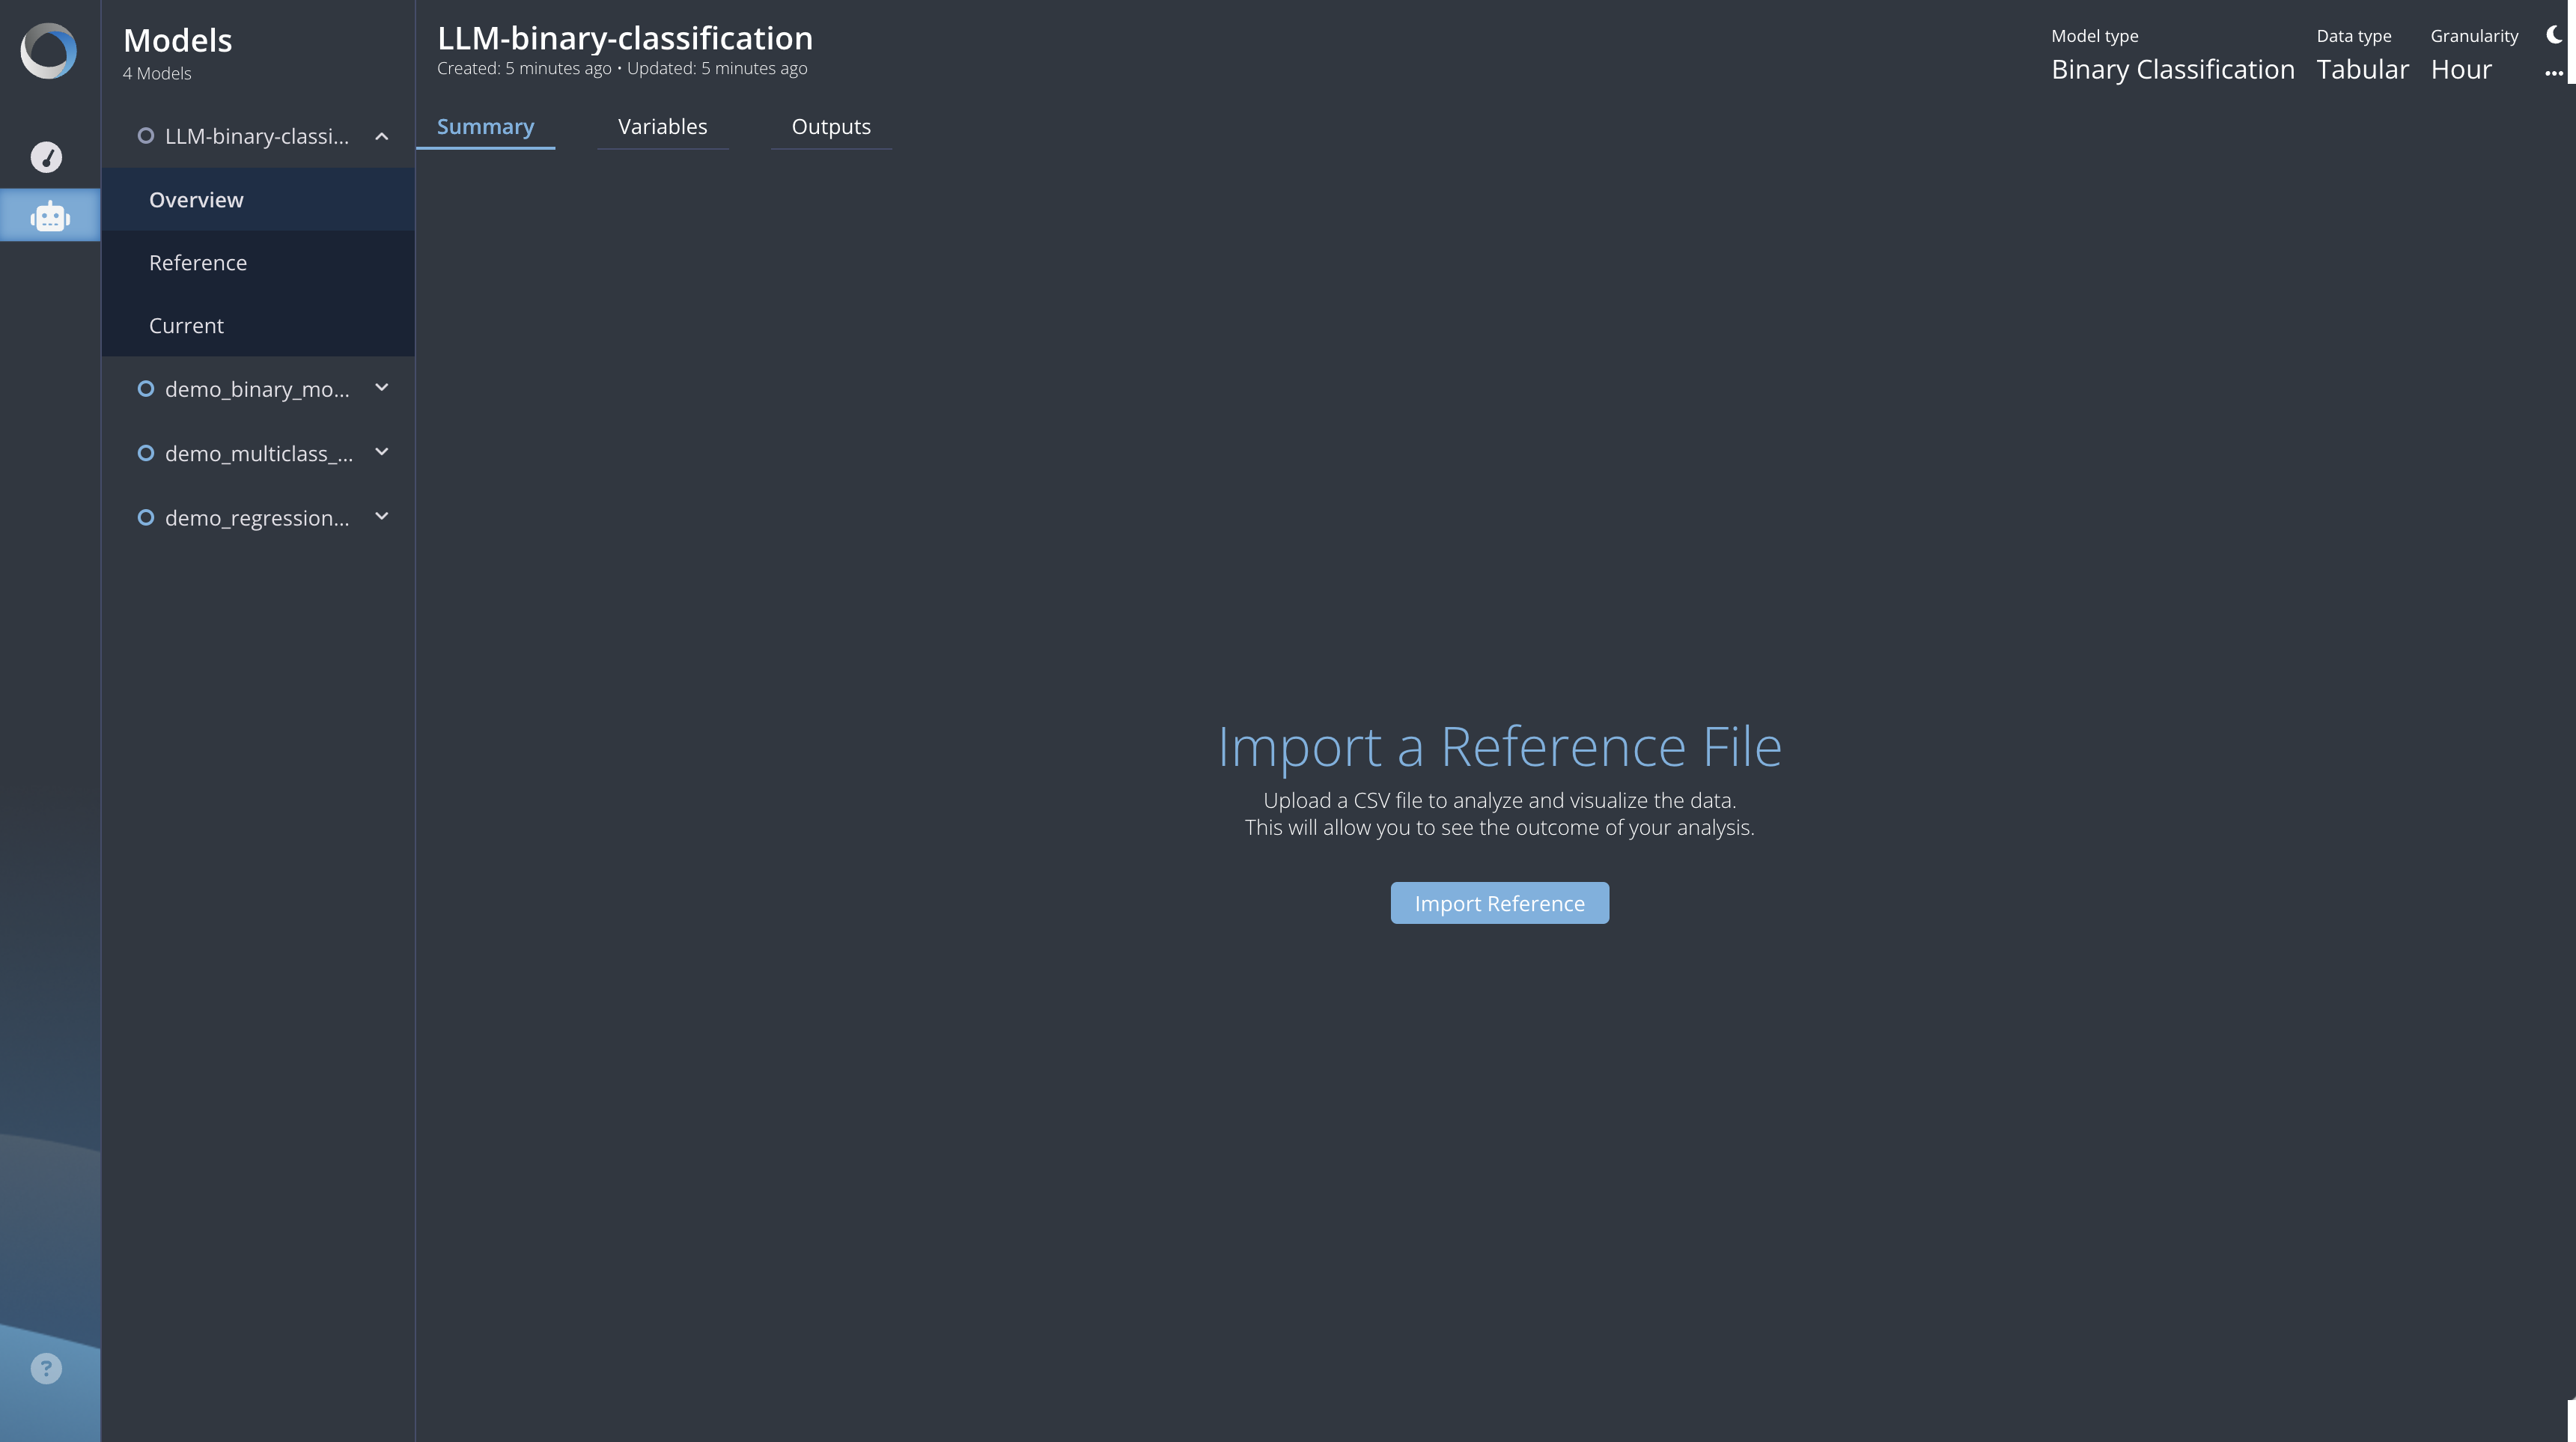 Models
4 Models
LLM-binary-classi...
Overview
Reference
Current
demo_binary_mo...
demo_multiclass_...
demo_regression...
LLM-binary-classification
Created: 5 minutes ago • Updated: 5 minutes ago
Model type
Binary Classification
Data type
Tabular
Granularity
Hour
Summary
Variables
Outputs
Import a Reference File
Upload a CSV file to analyze and visualize the data.
This will allow you to see the outcome of your analysis.
Import Reference
?